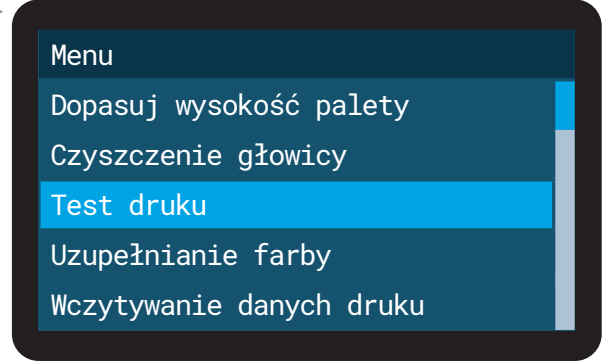 Menu
Dopasuj wysokość palety
Czyszczenie głowicy
Test druku
Uzupełnianie farby
Wczytywanie danych druku